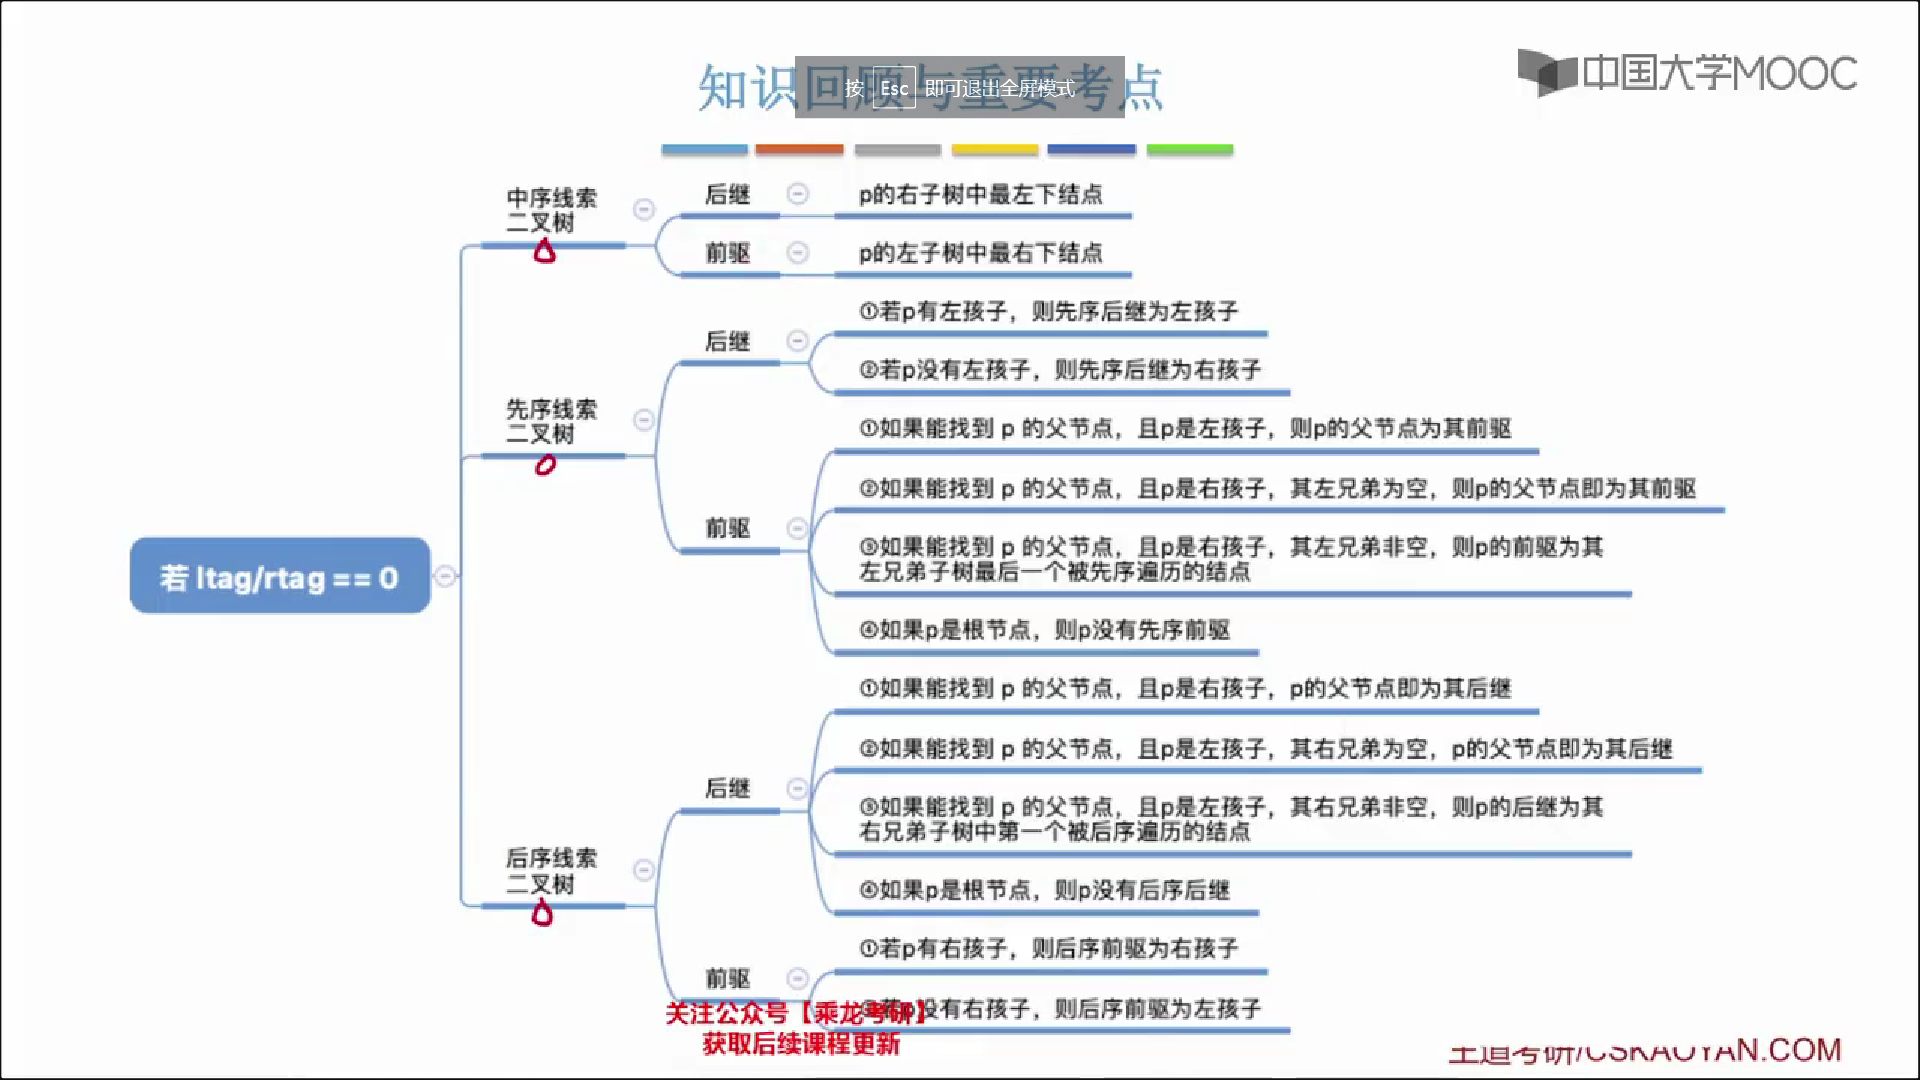 知识回顾与重要考点
按 Esc 即可退出全屏模式
中国大学MOOC
若 ltag/rtag == 0
中序线索
二叉树
后继
p的右子树中最左下结点
前驱
p的左子树中最右下结点
先序线索
二叉树
后继
①若p有左孩子，则先序后继为左孩子
②若p没有左孩子，则先序后继为右孩子
前驱
①如果能找到 p 的父节点，且p是左孩子，则p的父节点为其前驱
②如果能找到 p 的父节点，且p是右孩子，其左兄弟为空，则p的父节点即为其前驱
③如果能找到 p 的父节点，且p是右孩子，其左兄弟非空，则p的前驱为其
左兄弟子树最后一个被先序遍历的结点
④如果p是根节点，则p没有先序前驱
后序线索
二叉树
后继
①如果能找到 p 的父节点，且p是右孩子，p的父节点即为其后继
②如果能找到 p 的父节点，且p是左孩子，其右兄弟为空，p的父节点即为其后继
③如果能找到 p 的父节点，且p是左孩子，其右兄弟非空，则p的后继为其
右兄弟子树中第一个被后序遍历的结点
④如果p是根节点，则p没有后序后继
前驱
①若p有右孩子，则后序前驱为右孩子
②若p没有右孩子，则后序前驱为左孩子
关注公众号【乘龙考研】
获取后续课程更新
王道考研/CSKAOYAN.COM